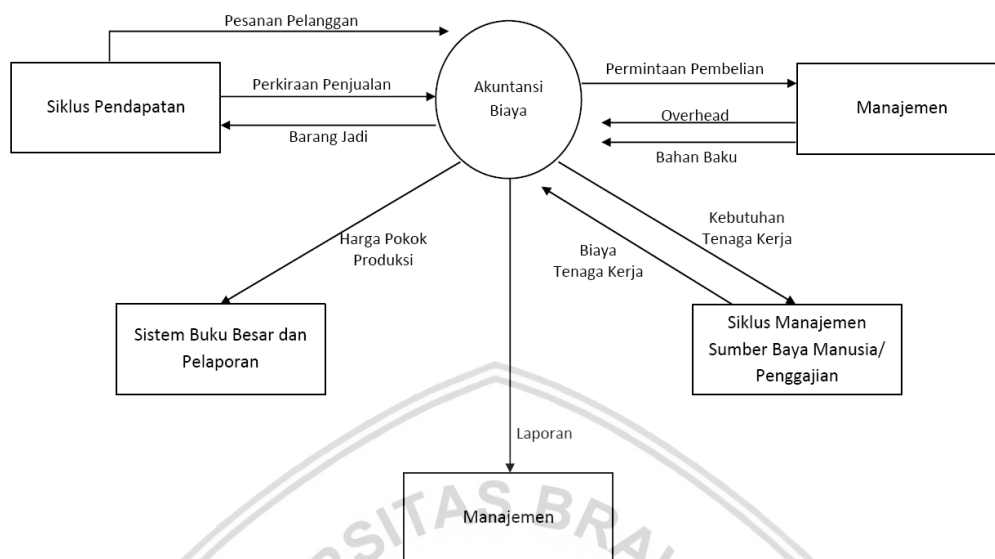 Pesanan Pelanggan
Siklus Pendapatan
Perkiraan Penjualan
Barang Jadi
Akuntansi
Biaya
Permintaan Pembelian
Overhead
Bahan Baku
Manajemen
Harga Pokok
Produksi
Biaya
Tenaga Kerja
Kebutuhan
Tenaga Kerja
Sistem Buku Besar dan
Pelaporan
Siklus Manajemen
Sumber Baya Manusia/
Penggajian
Laporan
Manajemen
SITAS BRA